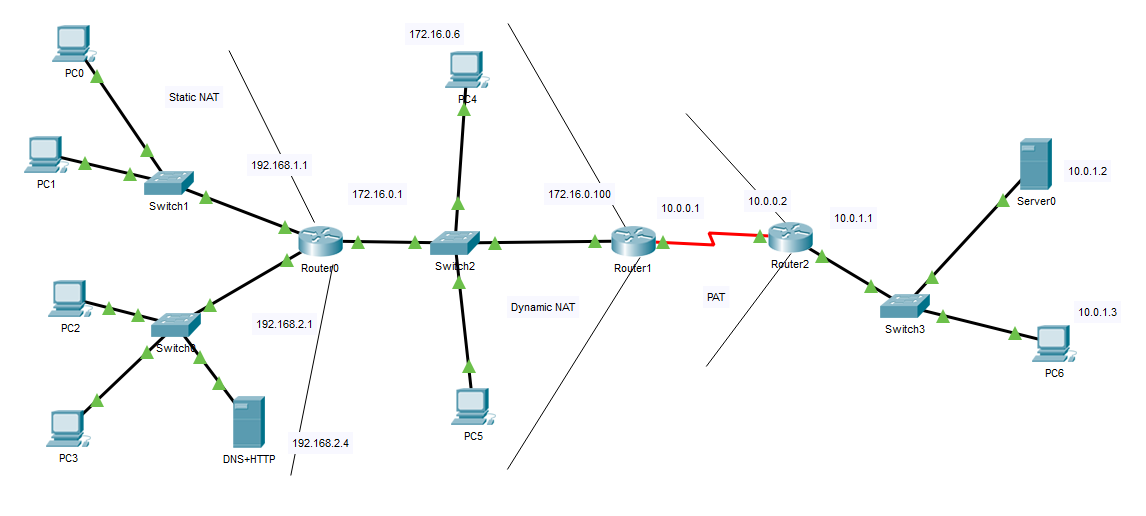 172.16.0.6
PC0
PC4
Static NAT
192.168.1.1
PC1
Switch1
172.16.0.1
172.16.0.100
10.0.0.1
10.0.0.2
10.0.1.1
10.0.1.2
Server0
Router0
Switch2
Router1
Router2
PC2
192.168.2.1
Switch0
Dynamic NAT
PAT
Switch3
10.0.1.3
PC6
PC3
DNS+HTTP
192.168.2.4
PC5